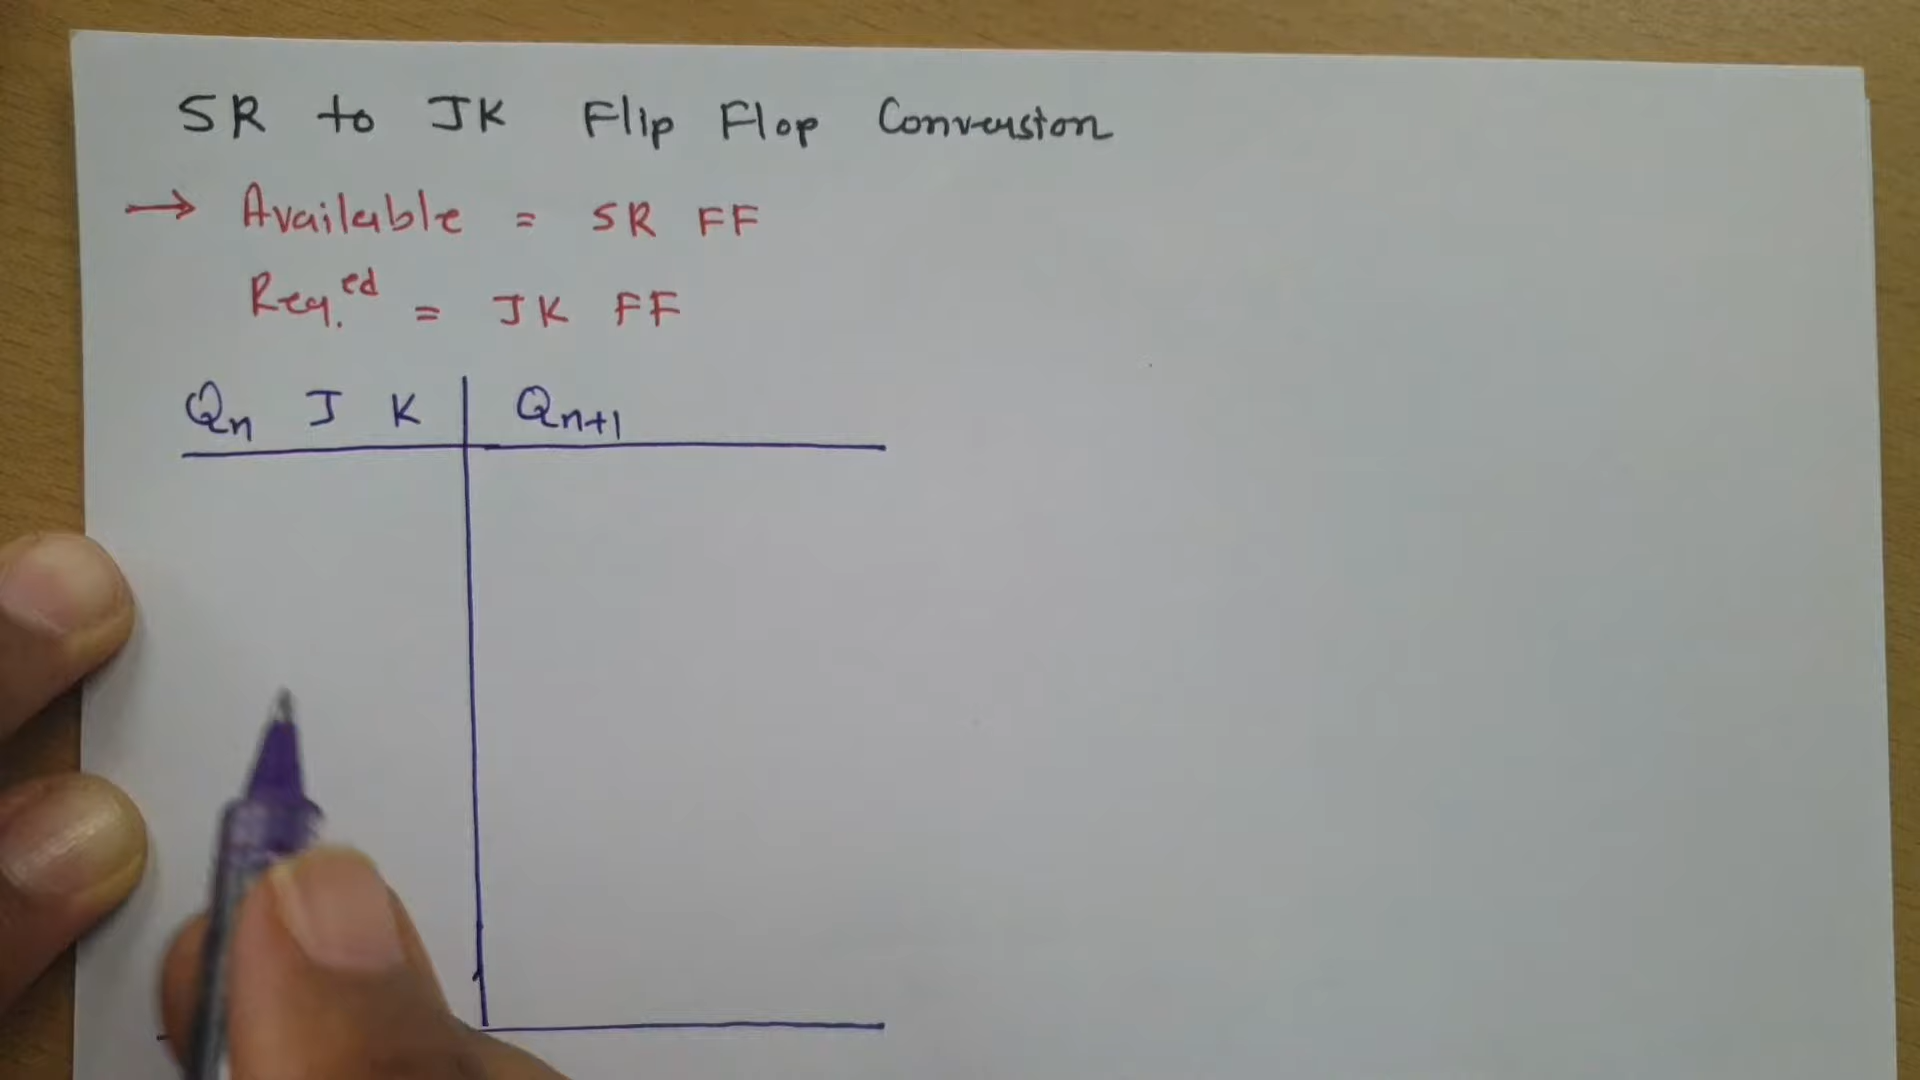 SR to JK Flip Flop Conversion
→ Available = SR FF
Req.ed = JK FF
Qn J K Qn+1